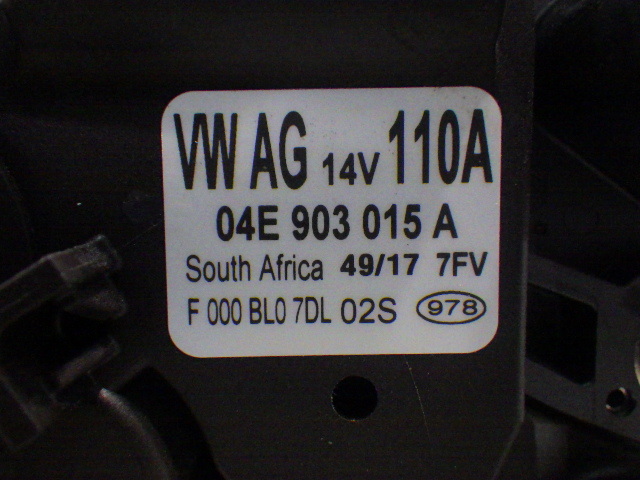 VW AG 14V 110A
04E 903 015 A
South Africa 49/17 7FV
F 000 BL0 7DL 02S 978